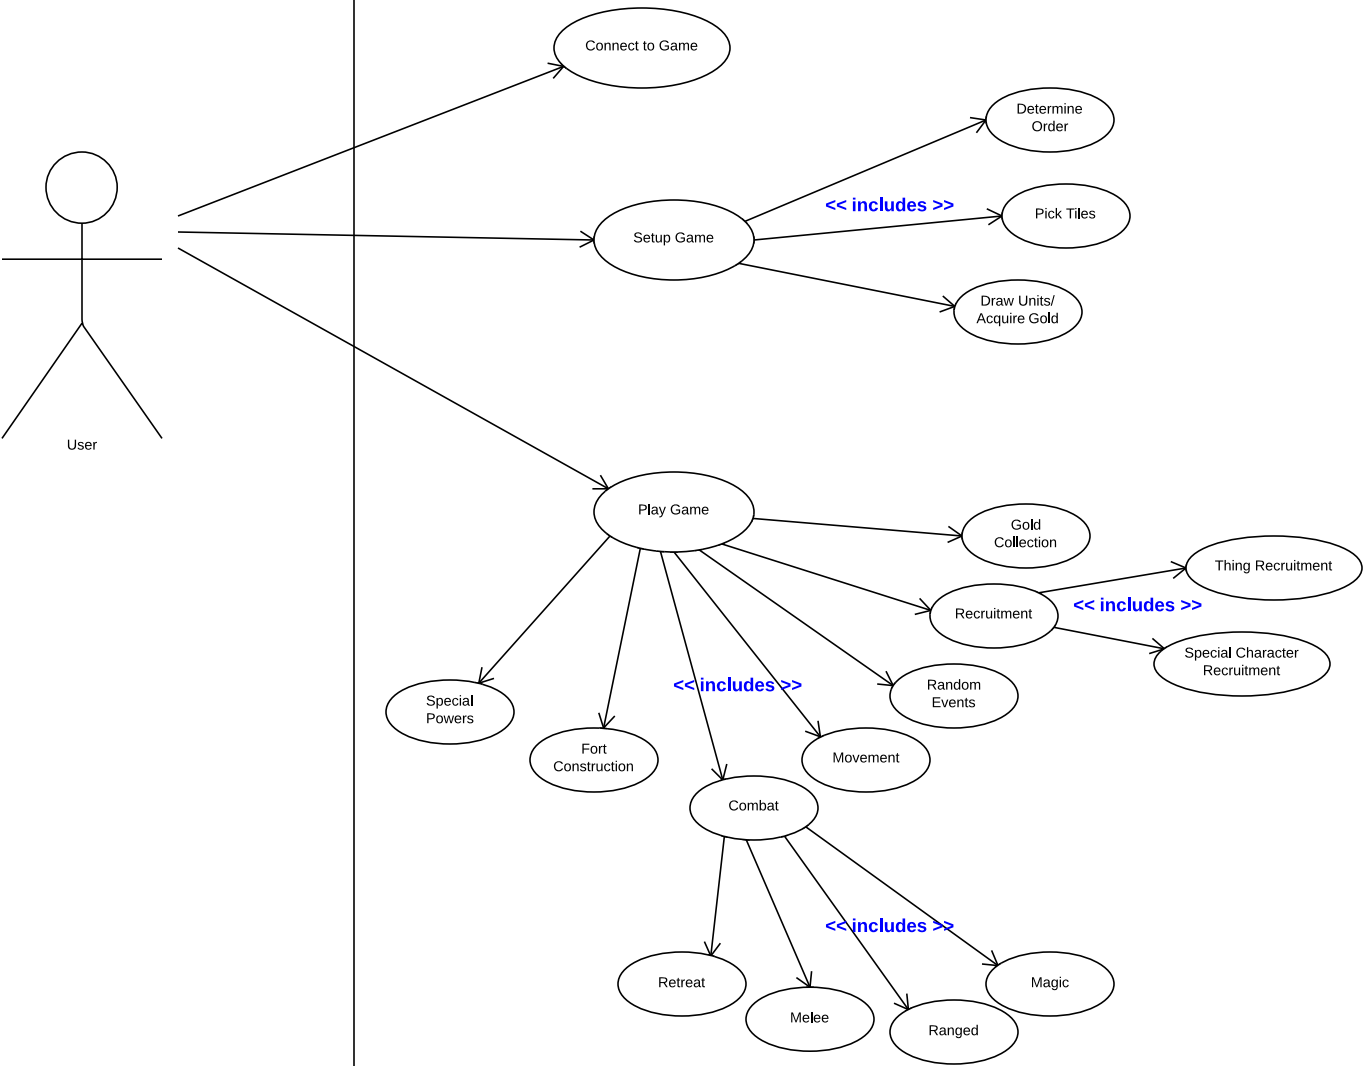 Connect to Game
Determine
Order
<< includes >>
Pick Tiles
Setup Game
Draw Units/
Acquire Gold
User
Play Game
Gold
Collection
Thing Recruitment
<< includes >>
Recruitment
Special Character
Recruitment
<< includes >>
Random
Events
Special
Powers
Fort
Construction
Movement
Combat
<< includes >>
Retreat
Magic
Melee
Ranged